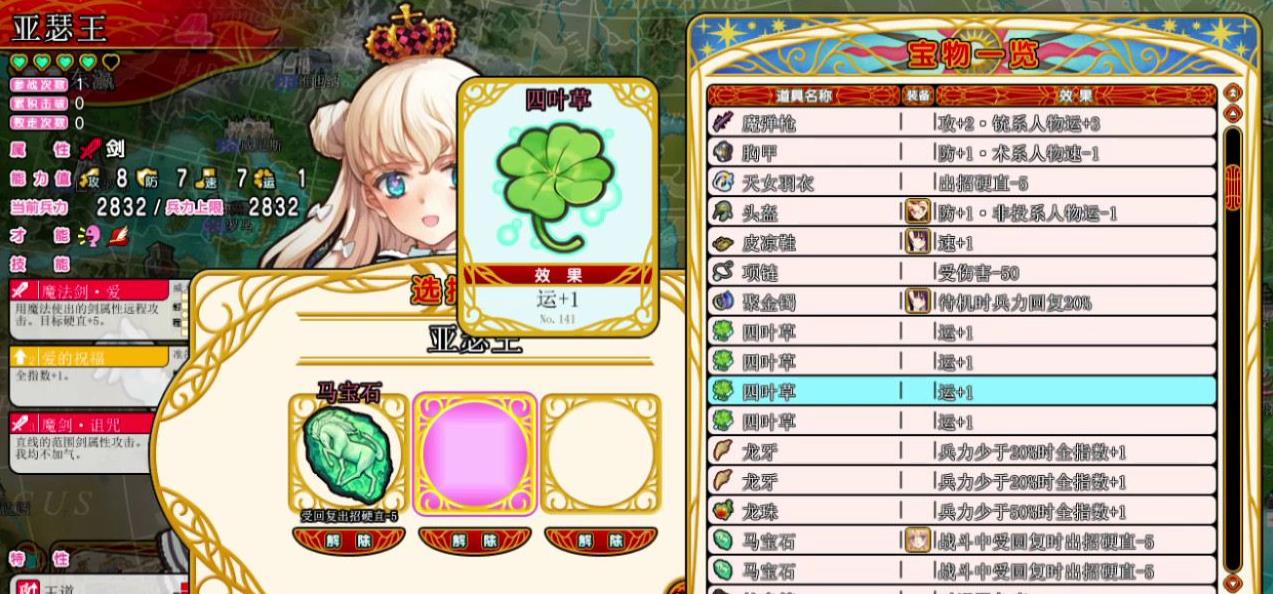 亚瑟王
参战次数 1
累积击破 0
败走次数 0
属 性 剑
能力值 攻 8 防 7 速 7 运 1
当前兵力 2832/兵力上限 2832
才 能
技 能
魔法剑·爱
用魔法使出的剑属性远程攻
击。目标硬直+5。
爱的祝福
全指数+1。
魔剑·诅咒
直线的范围剑属性攻击。
我均不加气。
特 性
王道
四叶草
效 果
运+1
No. 141
选择
亚瑟王
马宝石
受回复出招硬直-5
解 除
解 除
解 除
宝物一览
道具名称 装备 效 果
魔弹枪 攻+2·铳系人物运+3
胸甲 防+1·术系人物速-1
天女羽衣 出招硬直-5
头盔 防+1·非投系人物运-1
皮凉鞋 速+1
项链 受伤害-50
聚金镯 待机时兵力回复20%
四叶草 运+1
四叶草 运+1
四叶草 运+1
四叶草 运+1
龙牙 兵力少于20%时全指数+1
龙牙 兵力少于20%时全指数+1
龙珠 兵力少于50%时全指数+1
马宝石 战斗中受回复时出招硬直-5
马宝石 战斗中受回复时出招硬直-5